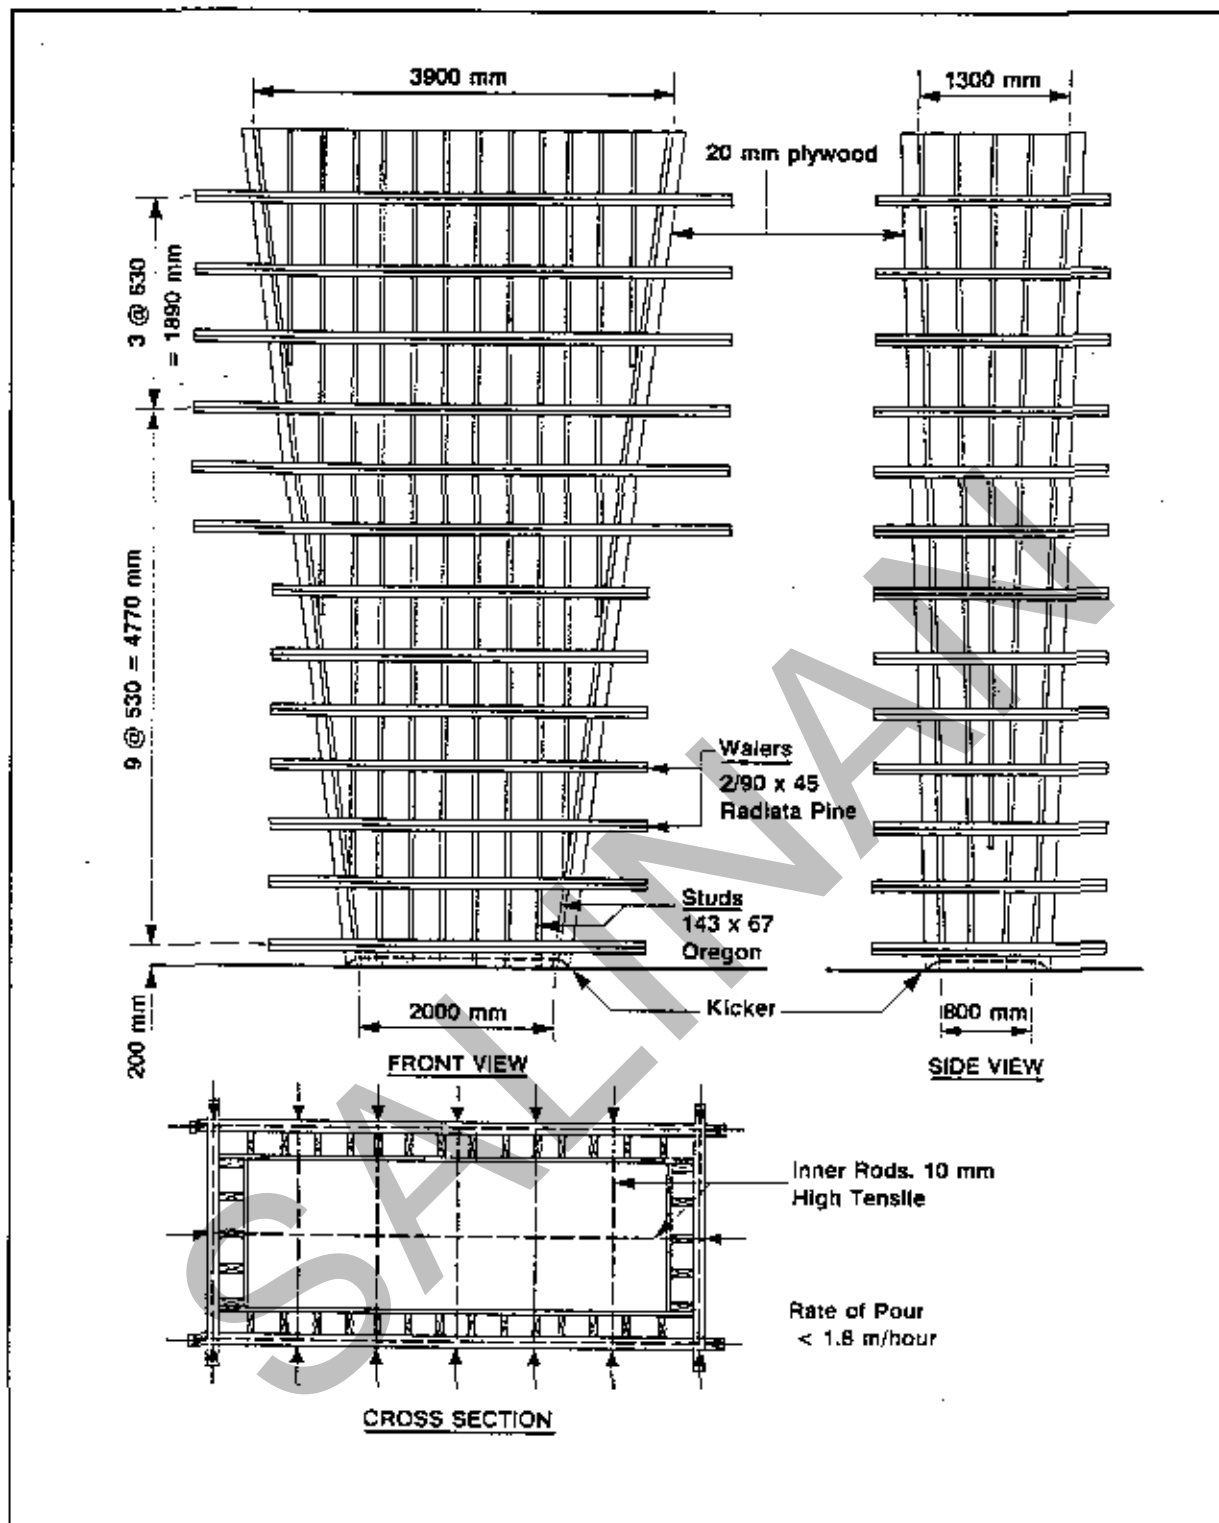 3900 mm
1300 mm
20 mm plywood
3 @ 630
= 1890 mm
9 @ 530 = 4770 mm
Walers
2/90 x 45
Radiata Pine
Studs
143 x 67
Oregon
200 mm
Kicker
2000 mm
800 mm
FRONT VIEW
SIDE VIEW
Inner Rods. 10 mm
High Tensile
Rate of Pour
< 1.8 m/hour
CROSS SECTION
SALINAN